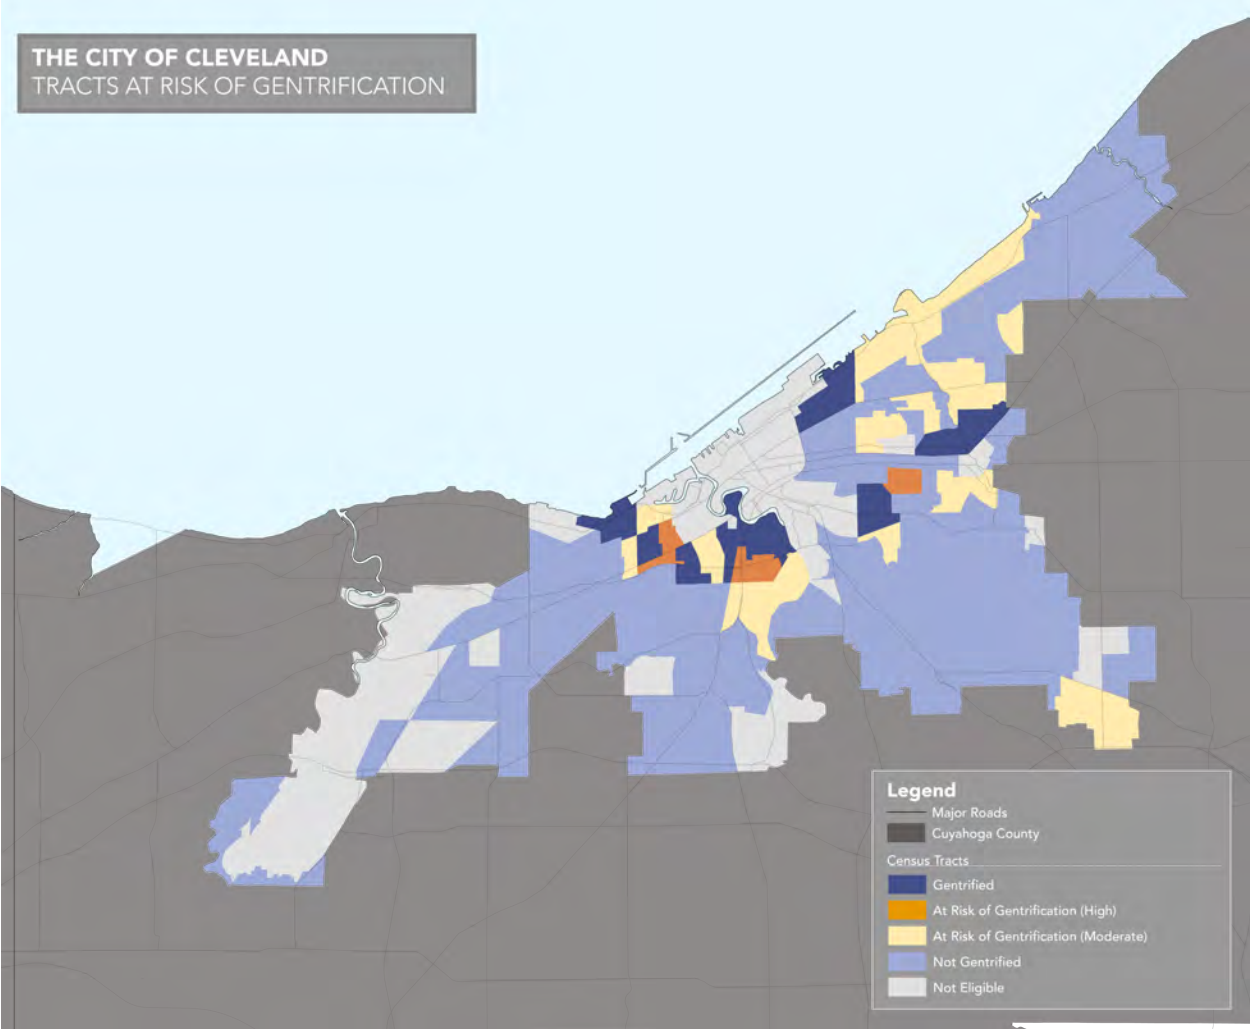 THE CITY OF CLEVELAND
TRACTS AT RISK OF GENTRIFICATION
Legend
Major Roads
Cuyahoga County
Census Tracts
Gentrified
At Risk of Gentrification (High)
At Risk of Gentrification (Moderate)
Not Gentrified
Not Eligible